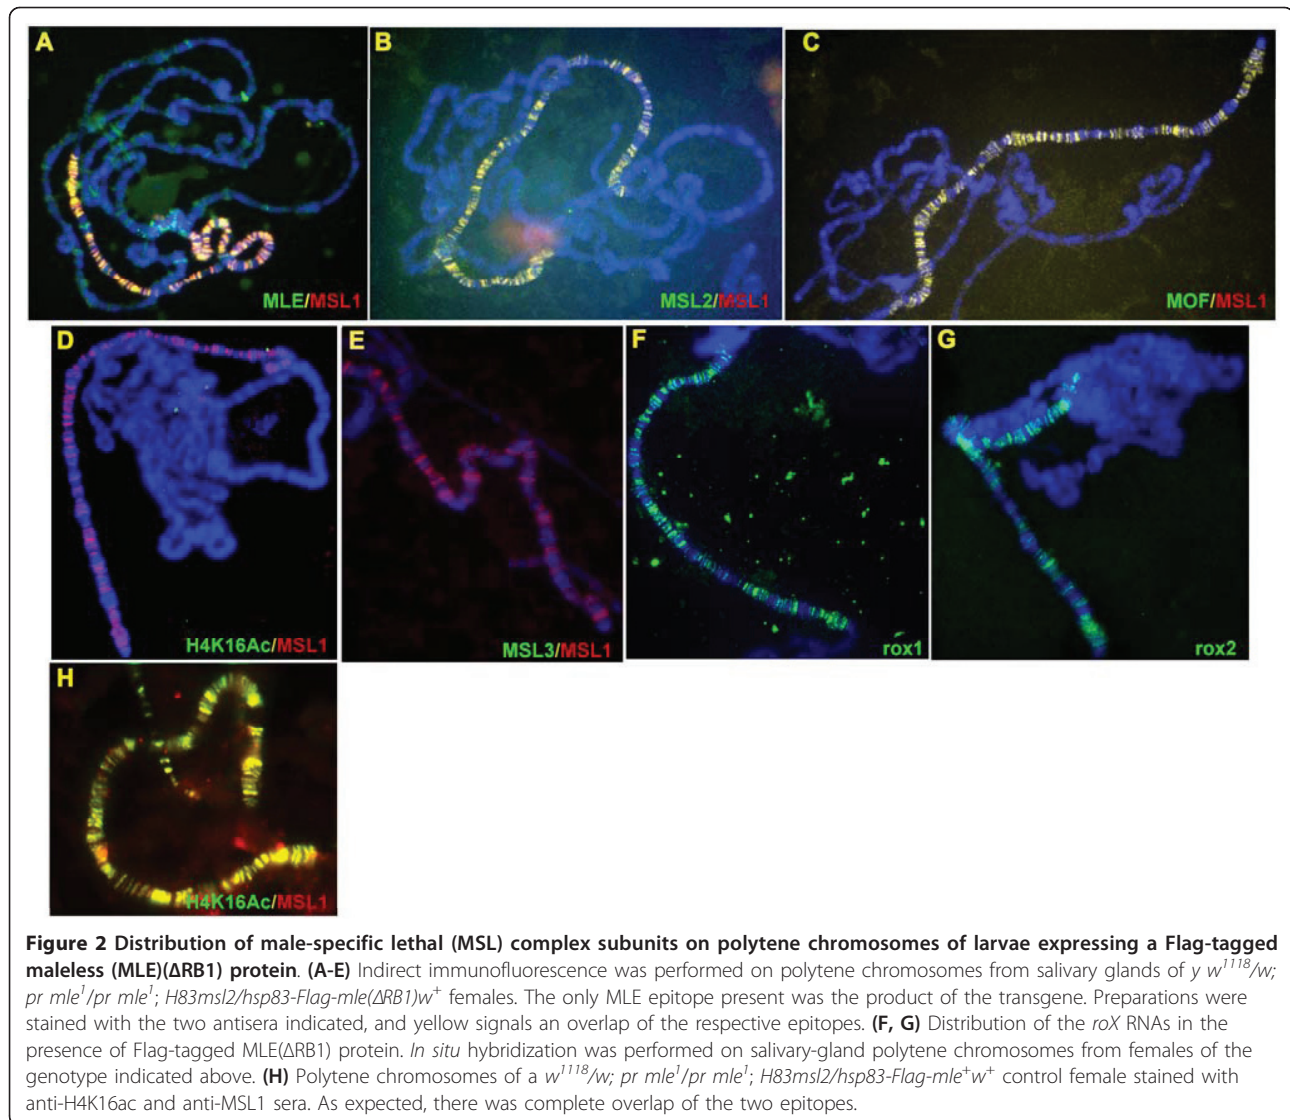 A
B
C
MLE/MSL1
MSL2/MSL1
MOF/MSL1
D
E
F
G
H4K16Ac/MSL1
MSL3/MSL1
rox1
rox2
H
H4K16Ac/MSL1
Figure 2 Distribution of male-specific lethal (MSL) complex subunits on polytene chromosomes of larvae expressing a Flag-tagged
maleless (MLE)(ΔRB1) protein. (A-E) Indirect immunofluorescence was performed on polytene chromosomes from salivary glands of y w1118/w;
pr mle1/pr mle1; H83msl2/hsp83-Flag-mle(ΔRB1)w+ females. The only MLE epitope present was the product of the transgene. Preparations were
stained with the two antisera indicated, and yellow signals an overlap of the respective epitopes. (F, G) Distribution of the roX RNAs in the
presence of Flag-tagged MLE(ΔRB1) protein. In situ hybridization was performed on salivary-gland polytene chromosomes from females of the
genotype indicated above. (H) Polytene chromosomes of a w1118/w; pr mle1/pr mle1; H83msl2/hsp83-Flag-mle+w+ control female stained with
anti-H4K16ac and anti-MSL1 sera. As expected, there was complete overlap of the two epitopes.